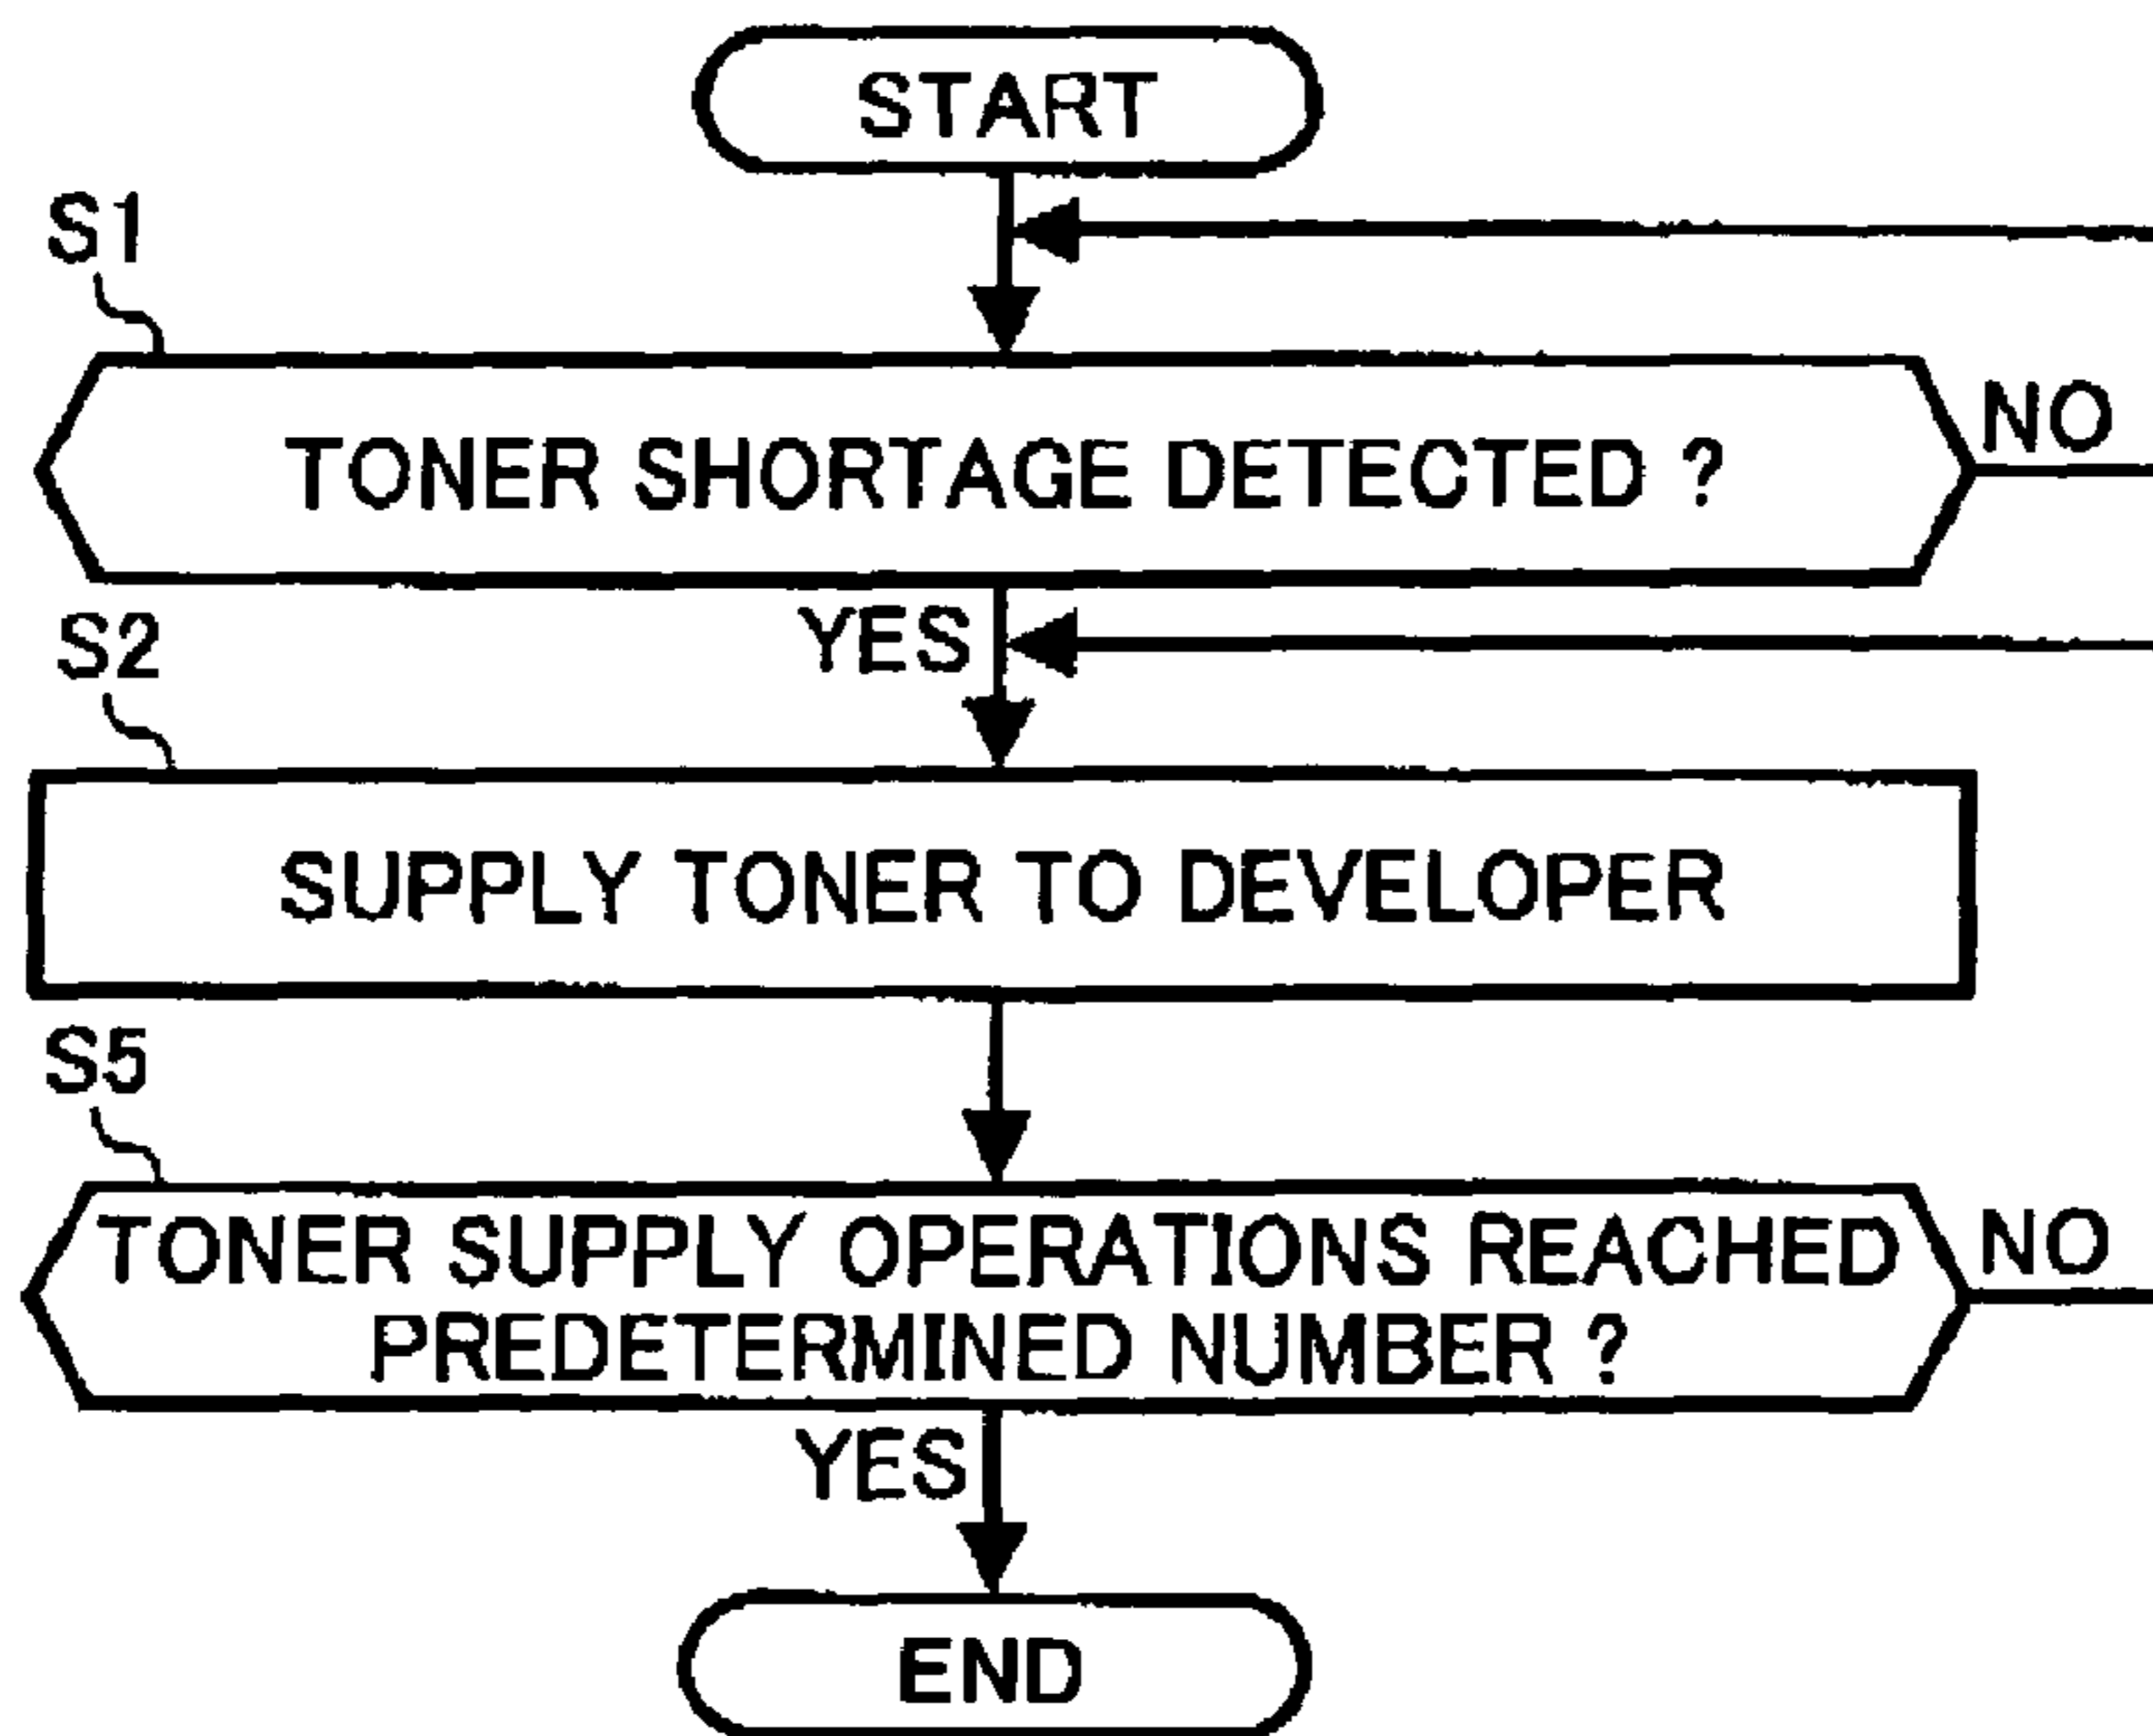 START
S1
TONER SHORTAGE DETECTED ?
NO
YES
S2
SUPPLY TONER TO DEVELOPER
S5
TONER SUPPLY OPERATIONS REACHED
PREDETERMINED NUMBER ?
NO
YES
END